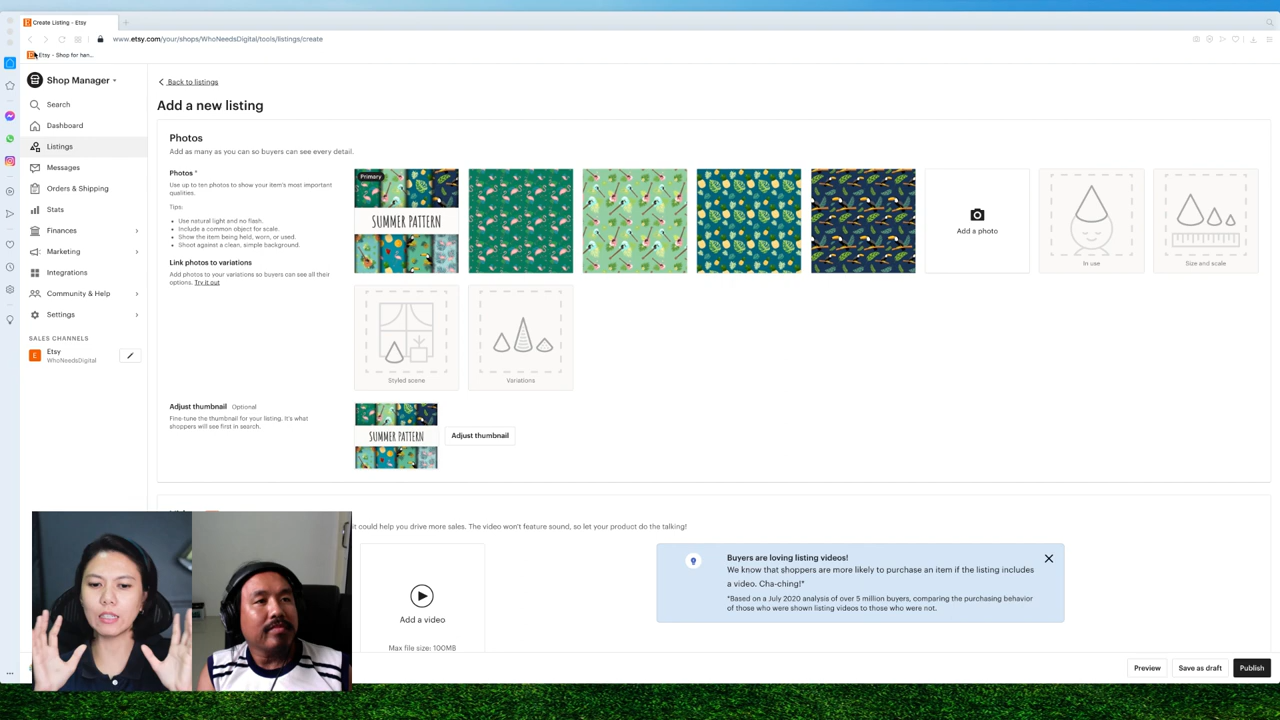 Create Listing - Etsy
www.etsy.com/your/shops/WhoNeedsDigital/tools/listings/create
Etsy - Shop for han...
Shop Manager
Search
Dashboard
Listings
Messages
Orders & Shipping
Stats
Finances
Marketing
Integrations
Community & Help
Settings
SALES CHANNELS
E
Etsy
WhoNeedsDigital
Back to listings
Add a new listing
Photos
Add as many as you can so buyers can see every detail.
Photos *
Use up to ten photos to show your item's most important
qualities.
Tips:
• Use natural light and no flash.
• Include a common object for scale.
• Show the item being held, worn, or used.
• Shoot against a clean, simple background.
Link photos to variations
Add photos to your variations so buyers can see all their
options. Try it out
Primary
SUMMER PATTERN
Add a photo
In use
Size and scale
Styled scene
Variations
Adjust thumbnail Optional
Fine-tune the thumbnail for your listing. It's what
shoppers will see first in search.
SUMMER PATTERN
Adjust thumbnail
it could help you drive more sales. The video won't feature sound, so let your product do the talking!
Add a video
Max file size: 100MB
Buyers are loving listing videos!
We know that shoppers are more likely to purchase an item if the listing includes
a video. Cha-ching!*
*Based on a July 2020 analysis of over 5 million buyers, comparing the purchasing behavior
of those who were shown listing videos to those who were not.
Preview
Save as draft
Publish